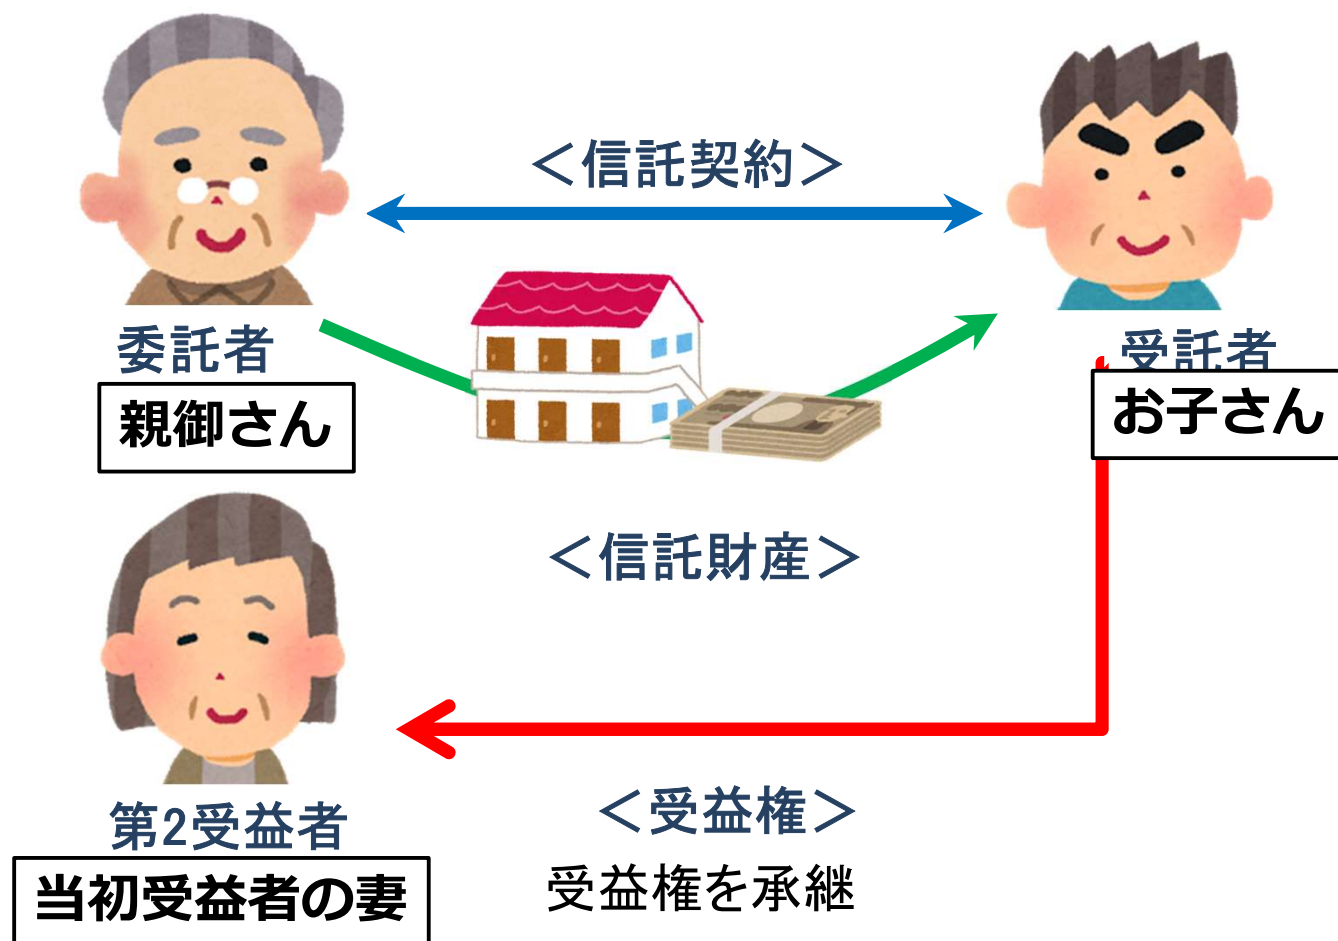 ＜信託契約＞
委託者
親御さん
受託者
お子さん
＜信託財産＞
第2受益者
当初受益者の妻
＜受益権＞
受益権を承継